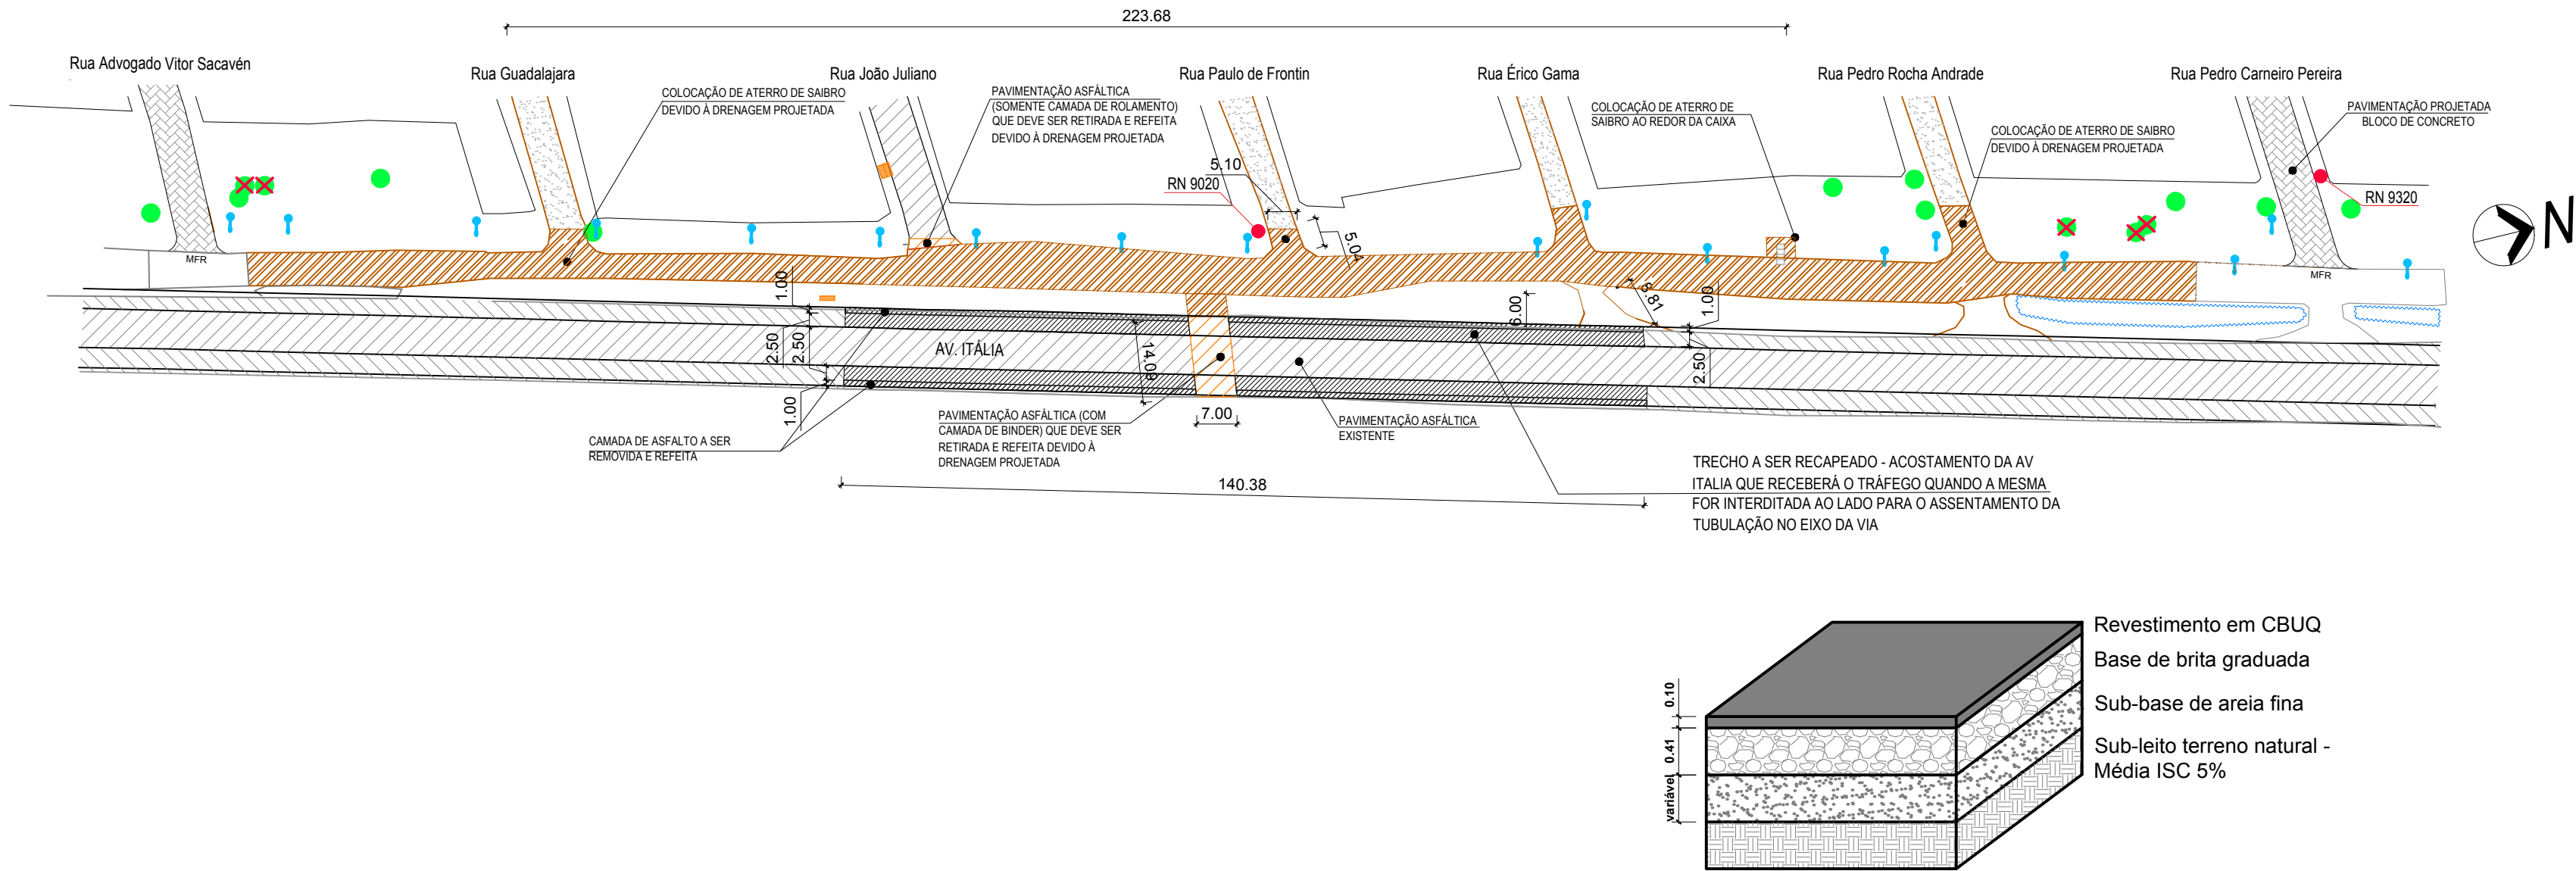 223.68
Rua Advogado Vitor Sacavén
Rua Guadalajara
Rua João Juliano
Rua Paulo de Frontin
Rua Érico Gama
Rua Pedro Rocha Andrade
Rua Pedro Carneiro Pereira
COLOCAÇÃO DE ATERRO DE SAIBRO
DEVIDO À DRENAGEM PROJETADA
PAVIMENTAÇÃO ASFÁLTICA
(SOMENTE CAMADA DE ROLAMENTO)
QUE DEVE SER RETIRADA E REFEITA
DEVIDO À DRENAGEM PROJETADA
COLOCAÇÃO DE ATERRO DE
SAIBRO AO REDOR DA CAIXA
COLOCAÇÃO DE ATERRO DE SAIBRO
DEVIDO À DRENAGEM PROJETADA
PAVIMENTAÇÃO PROJETADA
BLOCO DE CONCRETO
5.10
RN 9020
5.04
RN 9320
N
MFR
MFR
1.00
2.50
2.50
1.00
AV. ITÁLIA
14.09
7.00
6.00
8.81
1.00
2.50
CAMADA DE ASFALTO A SER
REMOVIDA E REFEITA
PAVIMENTAÇÃO ASFÁLTICA (COM
CAMADA DE BINDER) QUE DEVE SER
RETIRADA E REFEITA DEVIDO À
DRENAGEM PROJETADA
PAVIMENTAÇÃO ASFÁLTICA
EXISTENTE
140.38
TRECHO A SER RECAPEADO - ACOSTAMENTO DA AV
ITALIA QUE RECEBERÁ O TRÁFEGO QUANDO A MESMA
FOR INTERDITADA AO LADO PARA O ASSENTAMENTO DA
TUBULAÇÃO NO EIXO DA VIA
0.10
0.41
variável
Revestimento em CBUQ
Base de brita graduada
Sub-base de areia fina
Sub-leito terreno natural -
Média ISC 5%